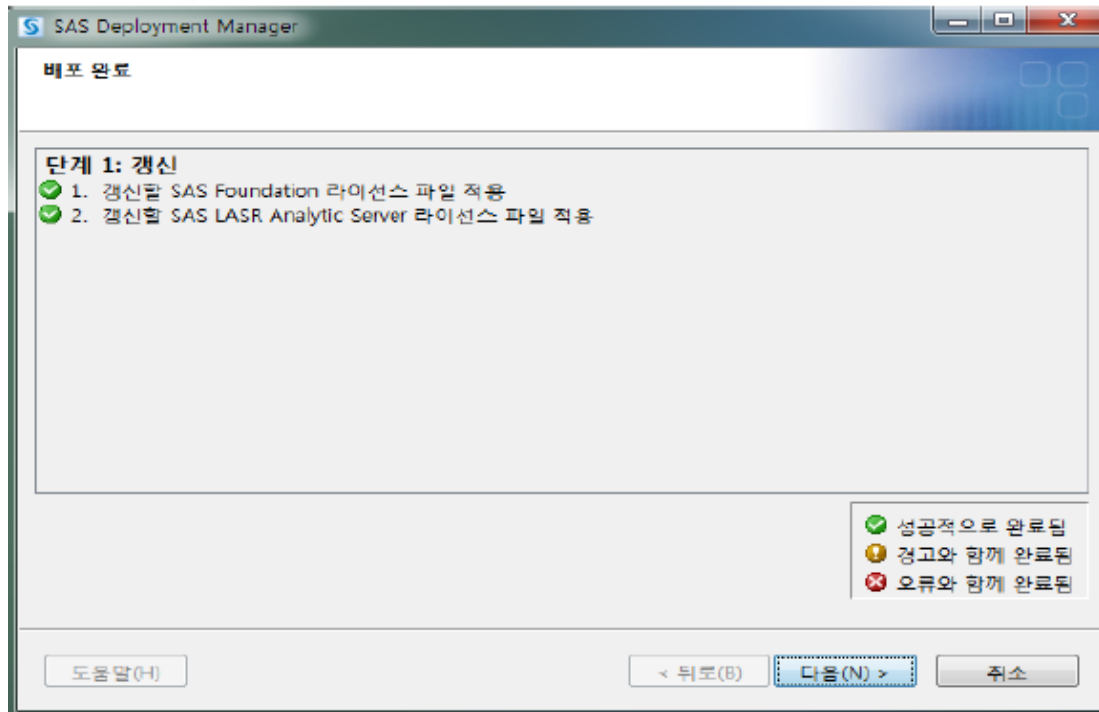 SAS Deployment Manager
배포 완료
단계 1: 갱신
1. 갱신할 SAS Foundation 라이선스 파일 적용
2. 갱신할 SAS LASR Analytic Server 라이선스 파일 적용
성공적으로 완료됨
경고와 함께 완료됨
오류와 함께 완료됨
도움말(H)
< 뒤로(B)
다음(N) >
취소